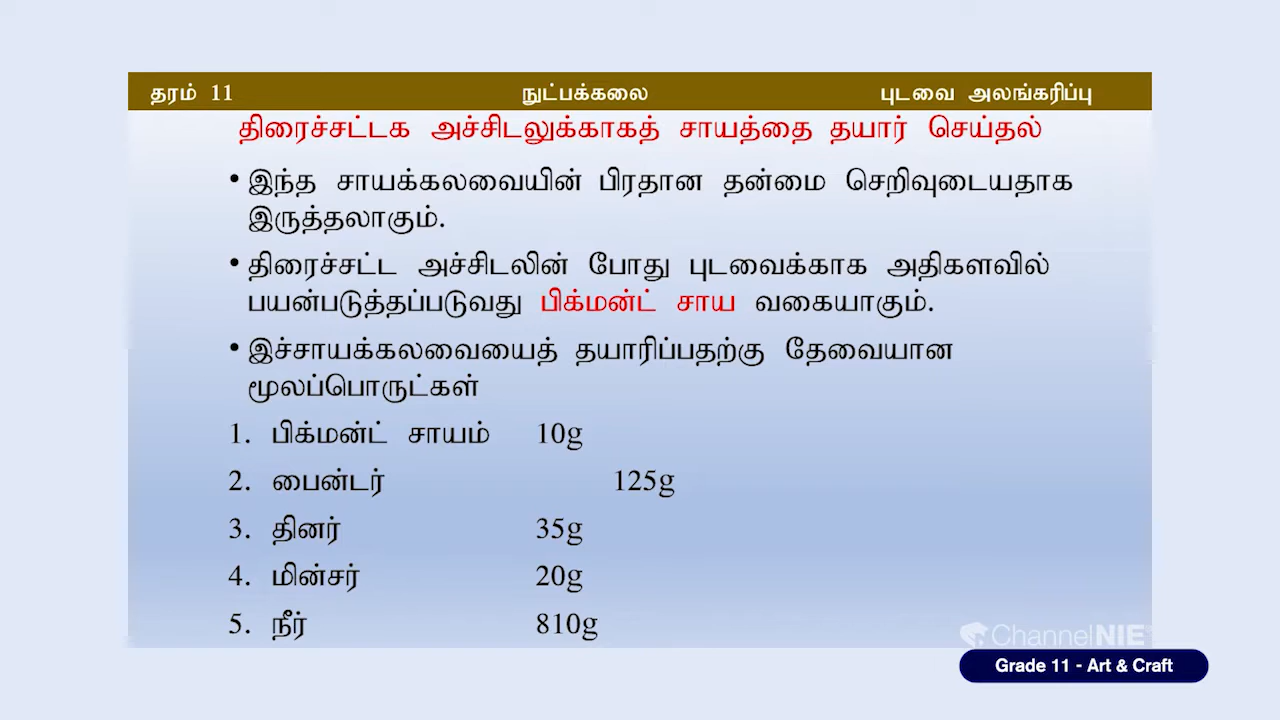 தரம் 11 நுட்பக்கலை புடவை அலங்கரிப்பு
திரைச்சட்டக அச்சிடலுக்காகத் சாயத்தை தயார் செய்தல்
• இந்த சாயக்கலவையின் பிரதான தன்மை செறிவுடையதாக
இருத்தலாகும்.
• திரைச்சட்ட அச்சிடலின் போது புடவைக்காக அதிகளவில்
பயன்படுத்தப்படுவது பிக்மன்ட் சாய வகையாகும்.
• இச்சாயக்கலவையைத் தயாரிப்பதற்கு தேவையான
மூலப்பொருட்கள்
1. பிக்மன்ட் சாயம் 10g
2. பைன்டர் 125g
3. தினர் 35g
4. மின்சர் 20g
5. நீர் 810g
ChannelNIE
Grade 11 - Art & Craft